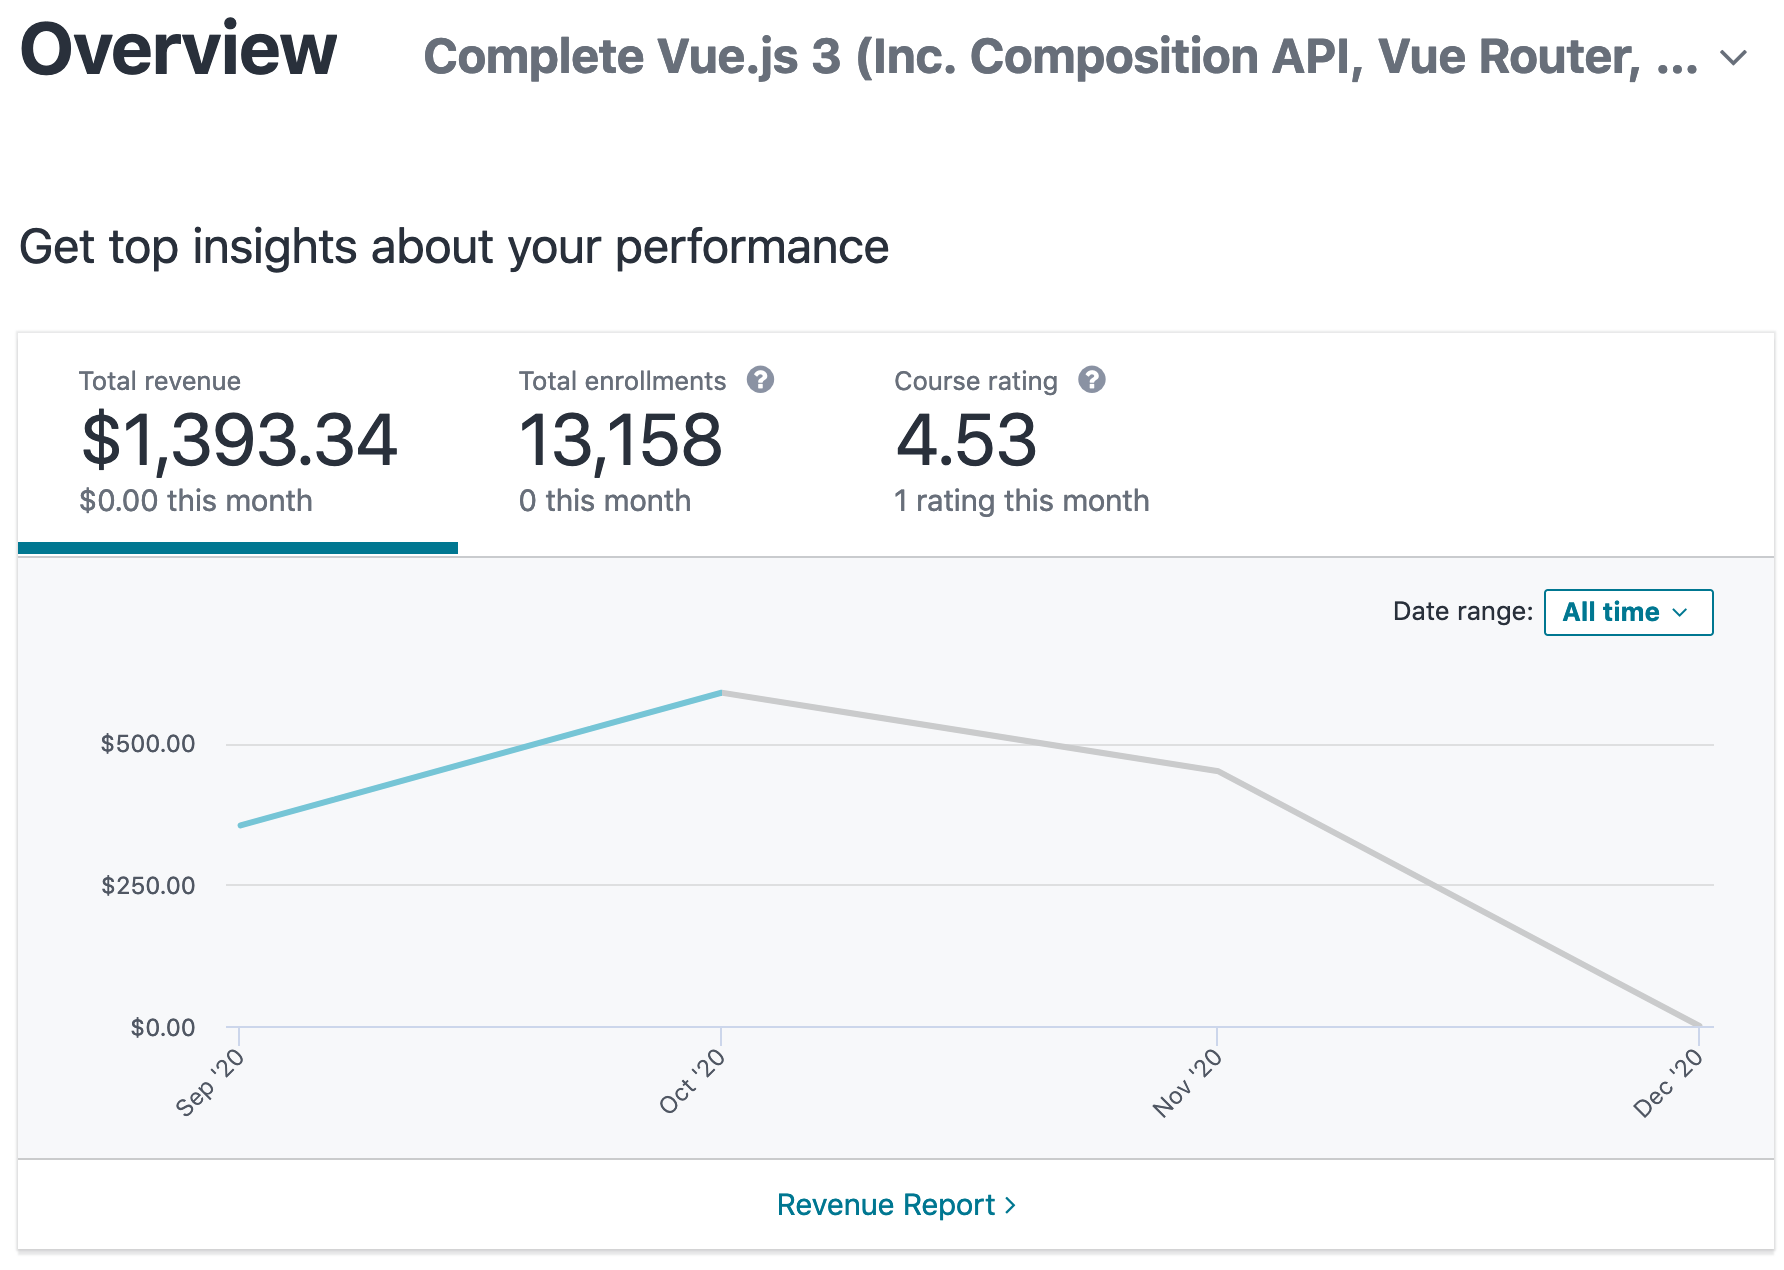 Overview
Complete Vue.js 3 (Inc. Composition API, Vue Router, ...
Get top insights about your performance
Total revenue
$1,393.34
$0.00 this month
Total enrollments ?
13,158
0 this month
Course rating ?
4.53
1 rating this month
Date range: All time
$500.00
$250.00
$0.00
Sep '20
Oct '20
Nov '20
Dec '20
Revenue Report